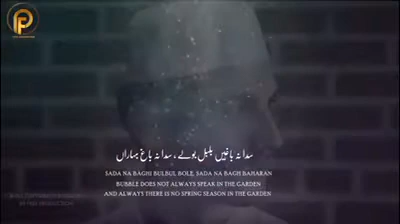 سدا نہ باغیں بلبل بولے، سدا نہ باغ بہاراں
SADA NA BAGHI BULBUL BOLE, SADA NA BAGH BAHARAN
BUBBLE DOES NOT ALWAYS SPEAK IN THE GARDEN
AND ALWAYS THERE IS NO SPRING SEASON IN THE GARDEN